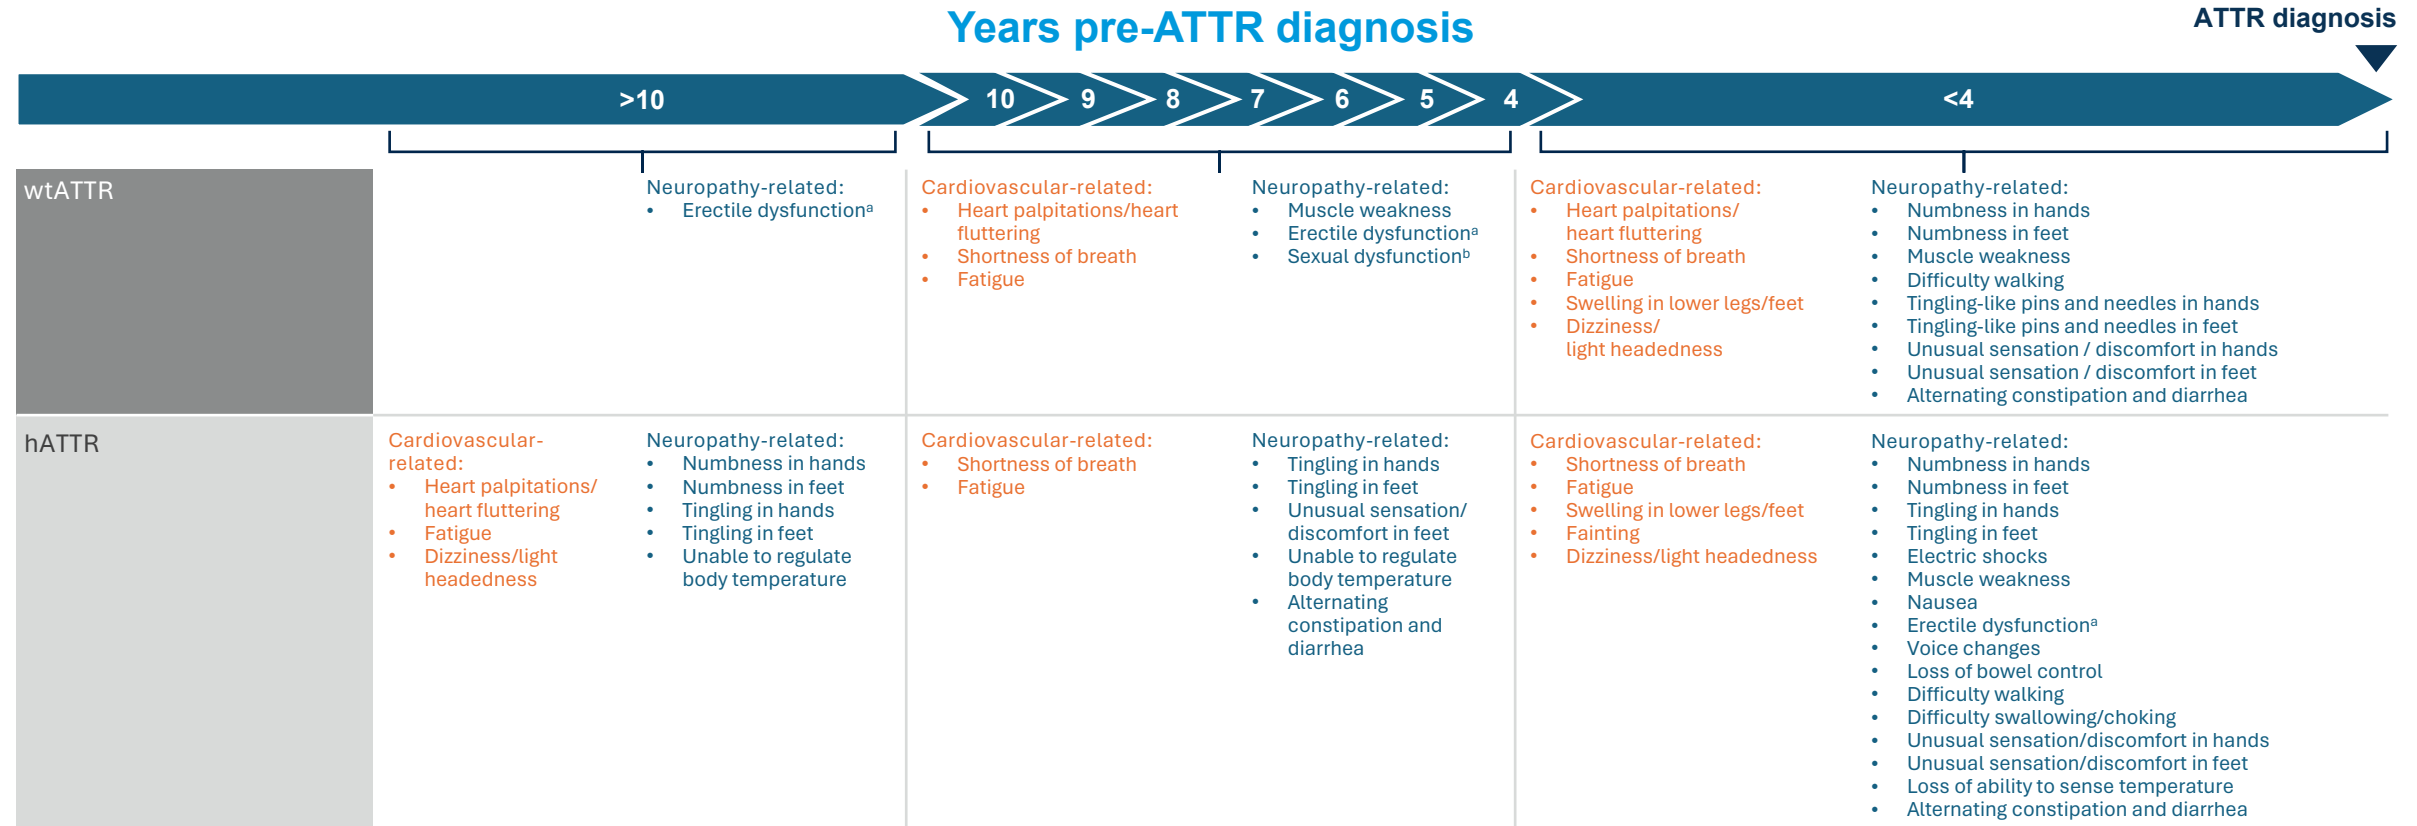 Years pre-ATTR diagnosis
ATTR diagnosis
>10
10
9
8
7
6
5
4
<4
wtATTR
Neuropathy-related:
• Erectile dysfunctionᵃ
Cardiovascular-related:
• Heart palpitations/heart
fluttering
• Shortness of breath
• Fatigue
Neuropathy-related:
• Muscle weakness
• Erectile dysfunctionᵃ
• Sexual dysfunctionᵇ
Cardiovascular-related:
• Heart palpitations/
heart fluttering
• Shortness of breath
• Fatigue
• Swelling in lower legs/feet
• Dizziness/
light headedness
Neuropathy-related:
• Numbness in hands
• Numbness in feet
• Muscle weakness
• Difficulty walking
• Tingling-like pins and needles in hands
• Tingling-like pins and needles in feet
• Unusual sensation / discomfort in hands
• Unusual sensation / discomfort in feet
• Alternating constipation and diarrhea
hATTR
Cardiovascular-
related:
• Heart palpitations/
heart fluttering
• Fatigue
• Dizziness/light
headedness
Neuropathy-related:
• Numbness in hands
• Numbness in feet
• Tingling in hands
• Tingling in feet
• Unable to regulate
body temperature
Cardiovascular-related:
• Shortness of breath
• Fatigue
Neuropathy-related:
• Tingling in hands
• Tingling in feet
• Unusual sensation/
discomfort in feet
• Unable to regulate
body temperature
• Alternating
constipation and
diarrhea
Cardiovascular-related:
• Shortness of breath
• Fatigue
• Swelling in lower legs/feet
• Fainting
• Dizziness/light headedness
Neuropathy-related:
• Numbness in hands
• Numbness in feet
• Tingling in hands
• Tingling in feet
• Electric shocks
• Muscle weakness
• Nausea
• Erectile dysfunctionᵃ
• Voice changes
• Loss of bowel control
• Difficulty walking
• Difficulty swallowing/choking
• Unusual sensation/discomfort in hands
• Unusual sensation/discomfort in feet
• Loss of ability to sense temperature
• Alternating constipation and diarrhea